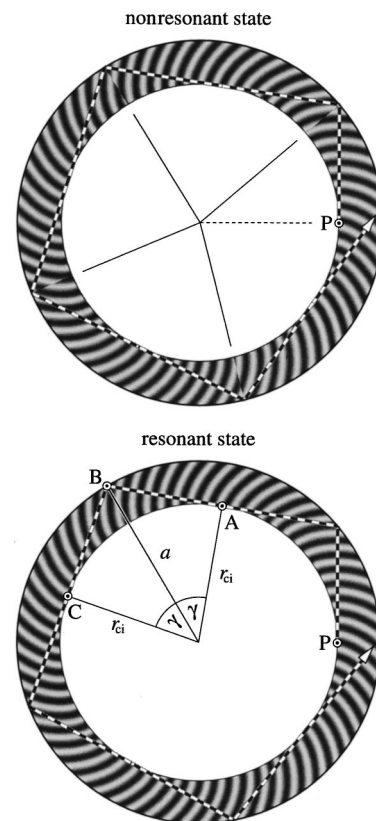 nonresonant state
P
resonant state
B
A
a
r_ci
C
γ
γ
r_ci
P